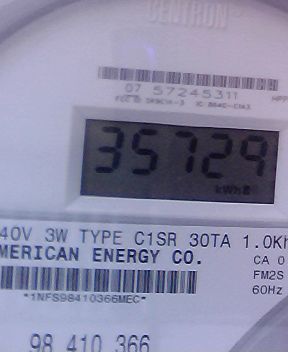 CENTRON®
07 57245311
35729
kWh
40V 3W TYPE C1SR 30TA 1.0Kh
MERICAN ENERGY CO.
CA 0
FM2S
60Hz
*1NFS98410366MEC*
98 410 366